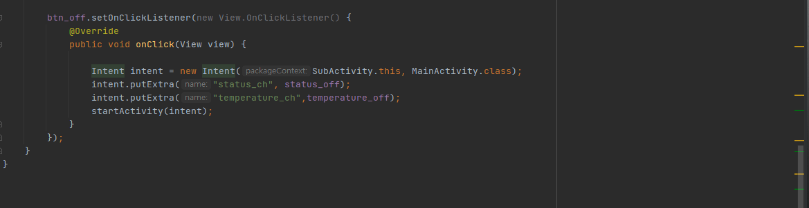 btn_off.setOnClickListener(new View.OnClickListener() {
@Override
public void onClick(View view) {
Intent intent = new Intent( packageContext: SubActivity.this, MainActivity.class);
intent.putExtra( name: "status_ch", status_off);
intent.putExtra( name: "temperature_ch",temperature_off);
startActivity(intent);
}
});
}
}